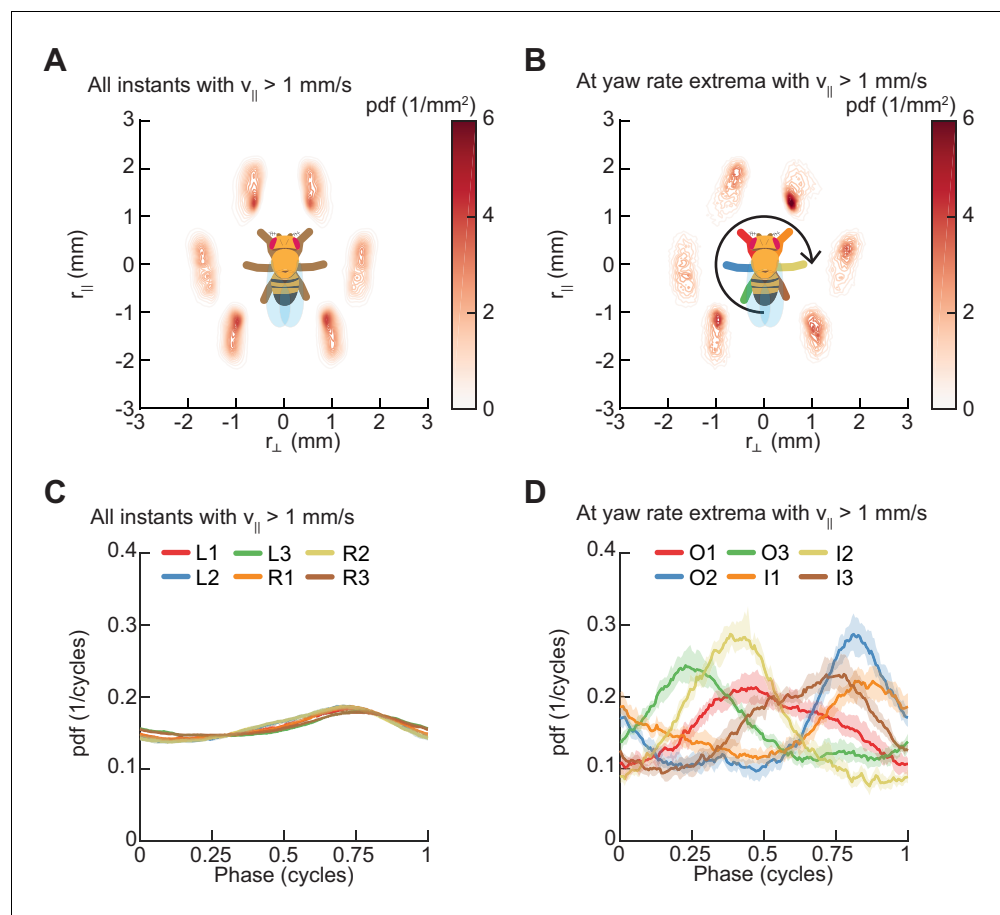 A
All instants with v|| > 1 mm/s
pdf (1/mm²)
3
2
1
0
-1
-2
-3
r|| (mm)
-3 -2 -1 0 1 2 3
r⊥ (mm)
6
4
2
0
B
At yaw rate extrema with v|| > 1 mm/s
pdf (1/mm²)
3
2
1
0
-1
-2
-3
r|| (mm)
-3 -2 -1 0 1 2 3
r⊥ (mm)
6
4
2
0
C
All instants with v|| > 1 mm/s
L1 L3 R2
L2 R1 R3
0.4
0.3
0.2
0.1
0
pdf (1/cycles)
0 0.25 0.5 0.75 1
Phase (cycles)
D
At yaw rate extrema with v|| > 1 mm/s
O1 O3 I2
O2 I1 I3
0.4
0.3
0.2
0.1
0
pdf (1/cycles)
0 0.25 0.5 0.75 1
Phase (cycles)